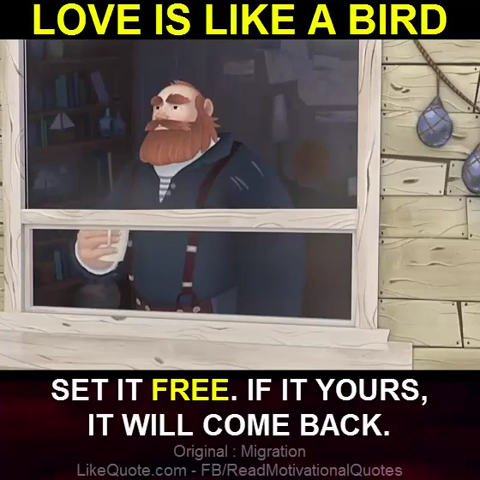 LOVE IS LIKE A BIRD
SET IT FREE. IF IT YOURS,
IT WILL COME BACK.
Original : Migration
LikeQuote.com - FB/ReadMotivationalQuotes